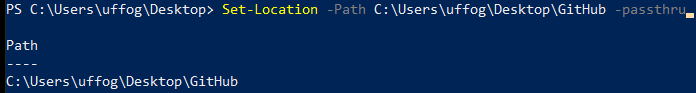 PS C:\Users\uffog\Desktop> Set-Location -Path C:\Users\uffog\Desktop\GitHub -passthru
Path
----
C:\Users\uffog\Desktop\GitHub